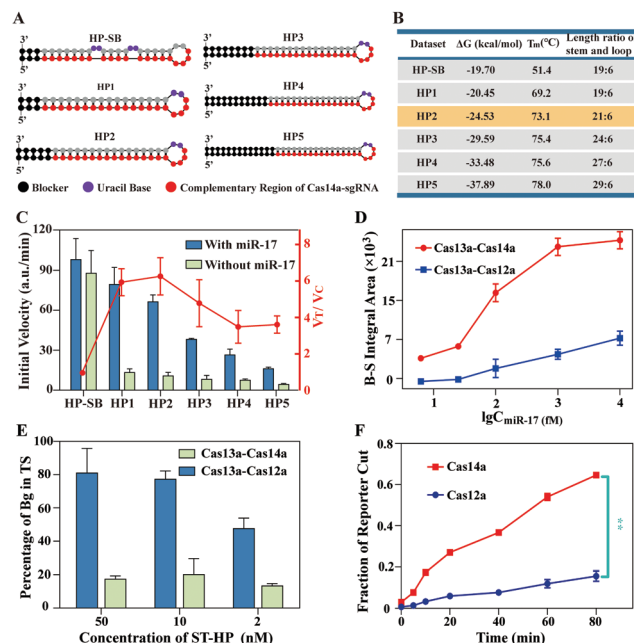 A
HP-SB
3'
5'
HP1
3'
5'
HP2
3'
5'
HP3
3'
5'
HP4
3'
5'
HP5
3'
5'
Blocker
Uracil Base
Complementary Region of Cas14a-sgRNA
B
Dataset ΔG (kcal/mol) Tm(℃) Length ratio of stem and loop
HP-SB -19.70 51.4 19:6
HP1 -20.45 69.2 19:6
HP2 -24.53 73.1 21:6
HP3 -29.59 75.4 24:6
HP4 -33.48 75.6 27:6
HP5 -37.89 78.0 29:6
C
With miR-17
Without miR-17
Initial Velocity (a.u./min)
120
90
60
30
0
8
6
4
2
0
VT/ VC
HP-SB HP1 HP2 HP3 HP4 HP5
D
Cas13a-Cas14a
Cas13a-Cas12a
B-S Integral Area (×10³)
21
15
7
0
1 2 3 4
lgCmiR-17 (fM)
E
Cas13a-Cas14a
Cas13a-Cas12a
Percentage of Bg in TS
100
80
60
40
20
0
50 10 2
Concentration of ST-HP (nM)
F
Cas14a
Cas12a
Fraction of Reporter Cut
0.8
0.6
0.4
0.2
0
0 20 40 60 80
Time (min)
**